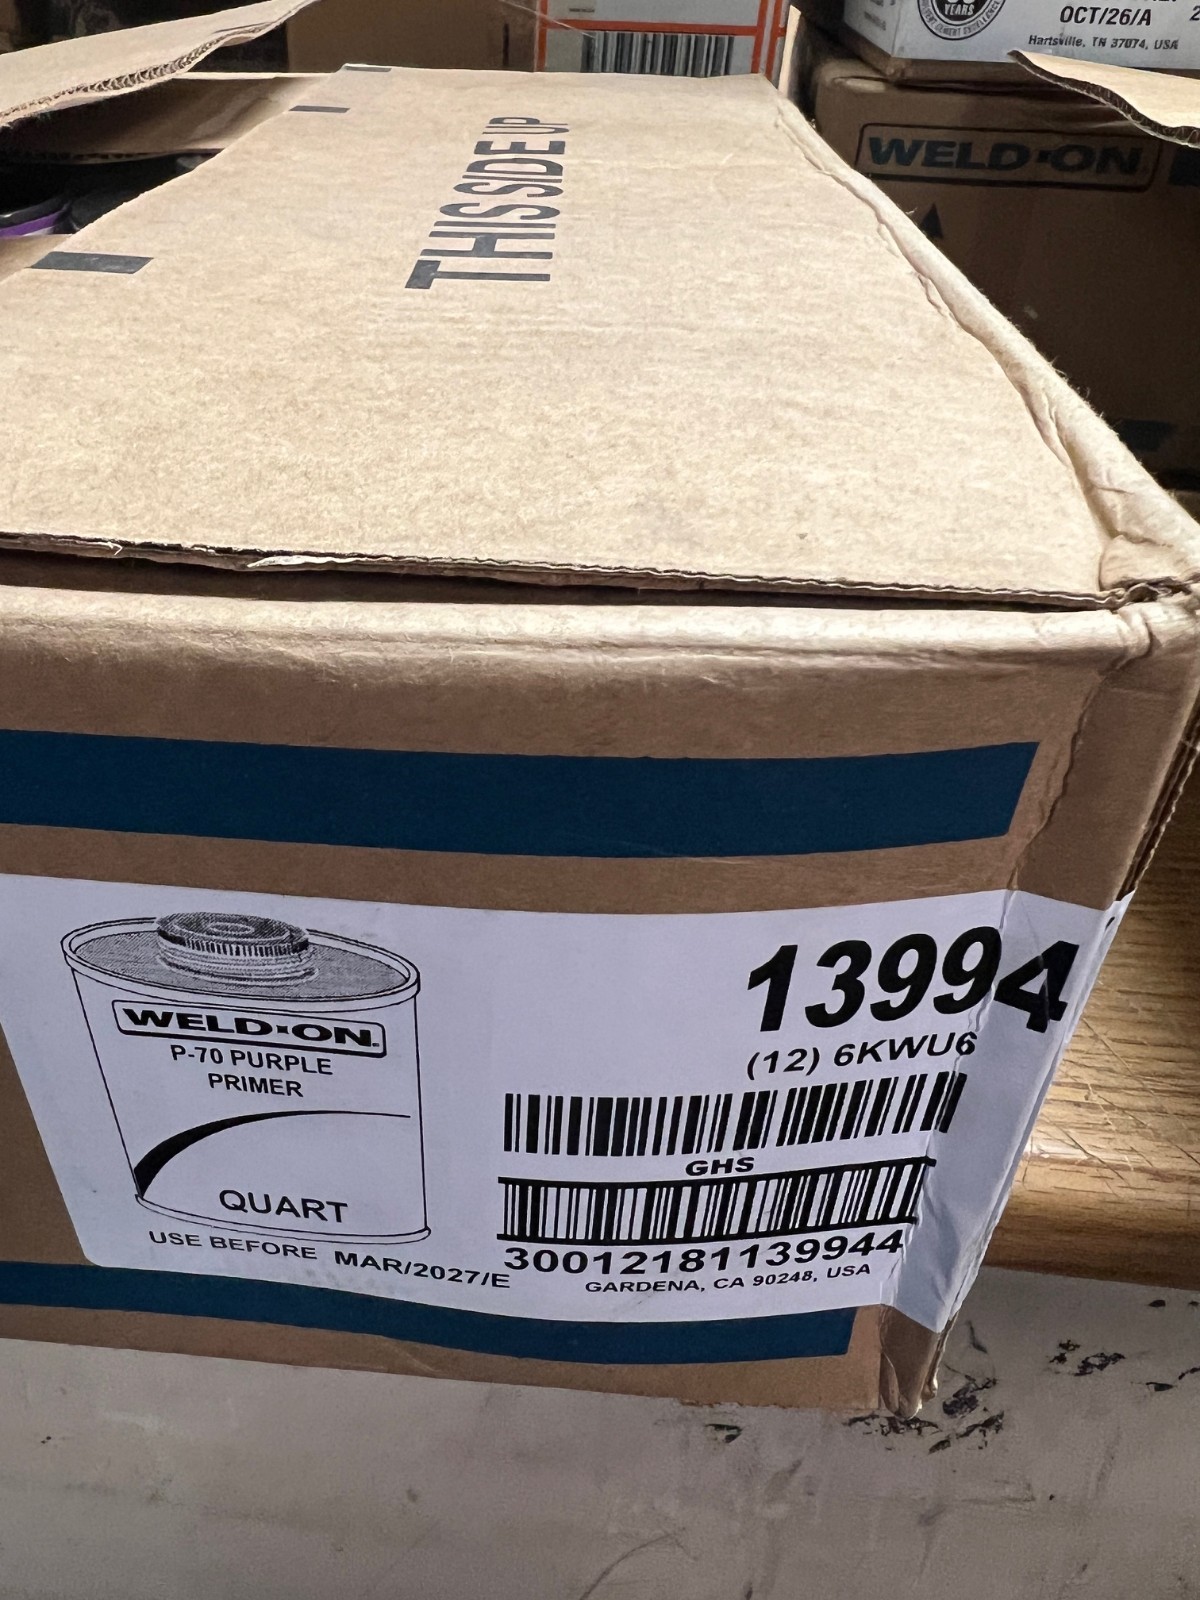 YEARS
OCT/26/A
Hartsville, TN 37074, USA
WELD-ON.
THIS SIDE UP
WELD-ON.
P-70 PURPLE
PRIMER
QUART
USE BEFORE MAR/2027/E
13994
(12) 6KWU6
GHS
30012181139944
GARDENA, CA 90248, USA